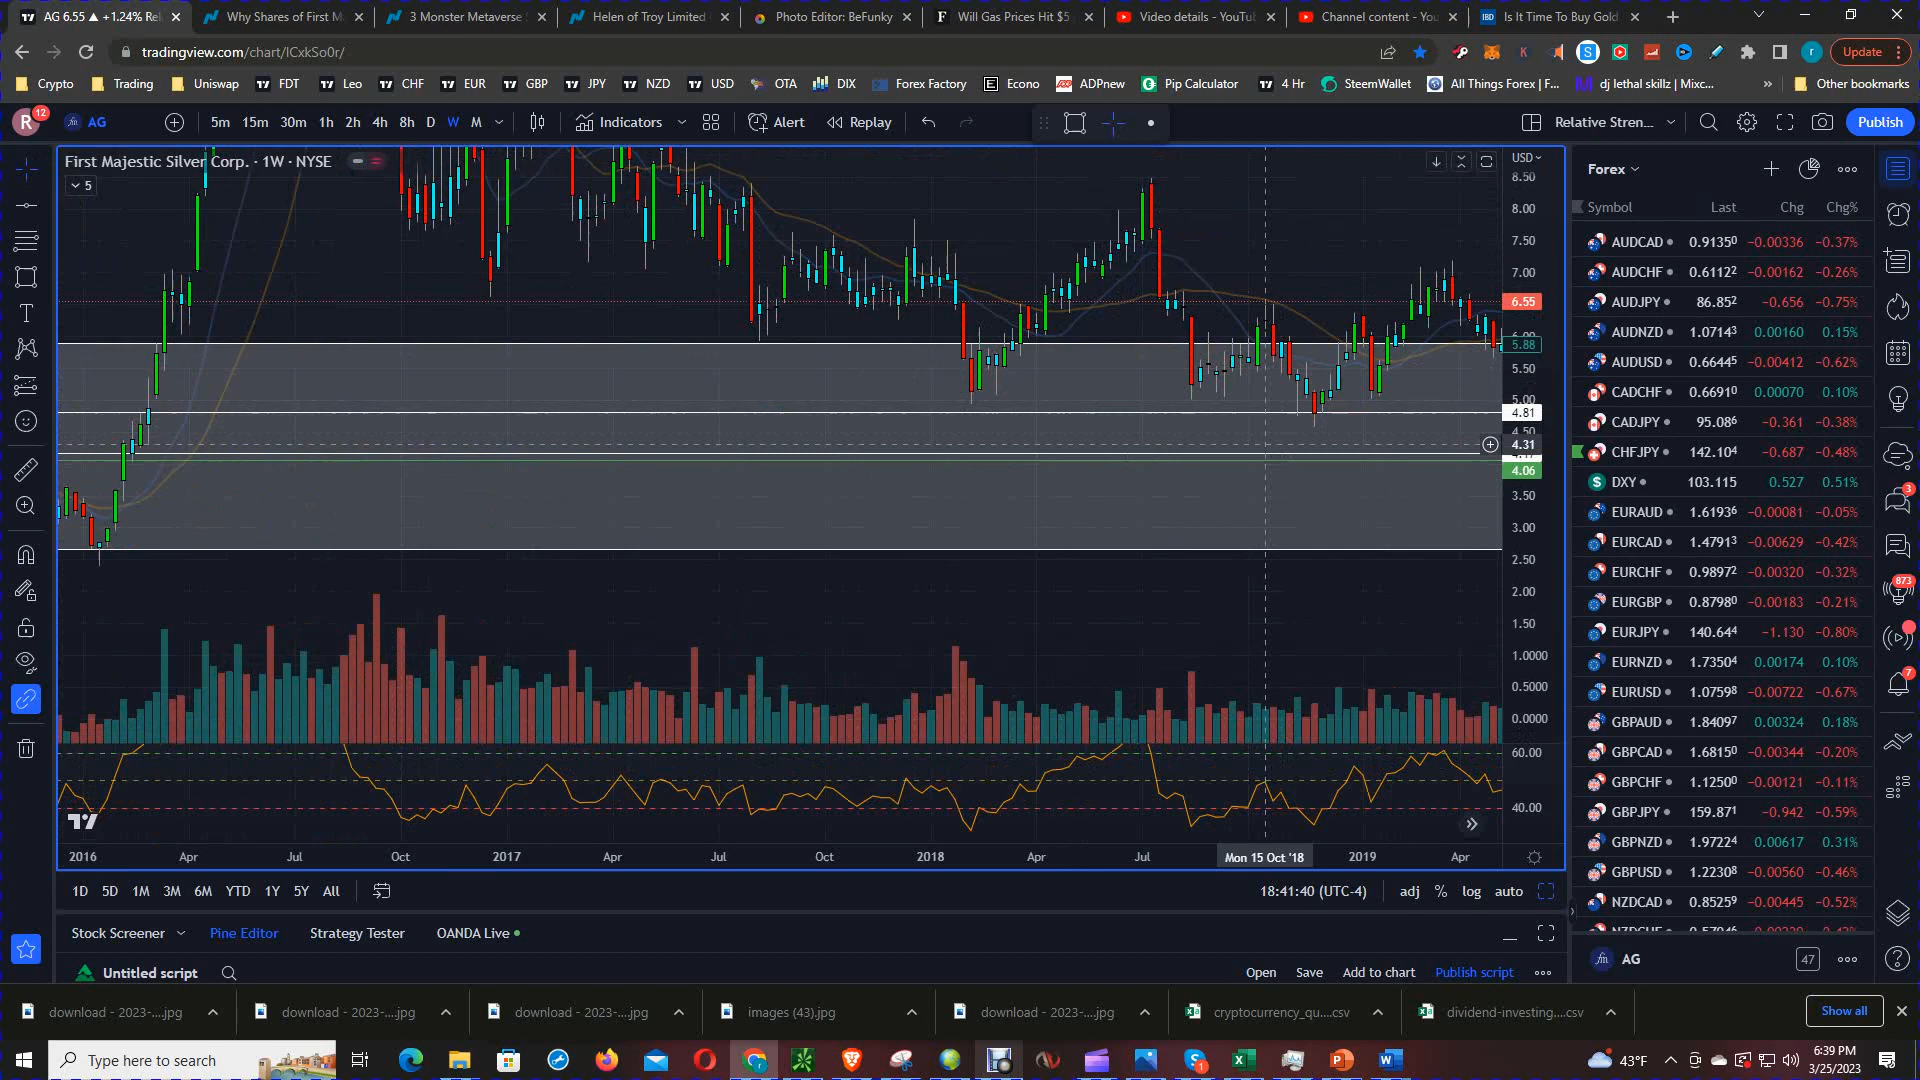 AG 6.55 ▲ +1.24% Rel
Why Shares of First M
3 Monster Metaverse S
Helen of Troy Limited
Photo Editor: BeFunky
Will Gas Prices Hit $5
Video details - YouTu
Channel content - You
Is It Time To Buy Gold
tradingview.com/chart/lCxkSo0r/
Update
Crypto Trading Uniswap FDT Leo CHF EUR GBP JPY NZD USD OTA DIX Forex Factory Econo ADPnew Pip Calculator 4 Hr SteemWallet All Things Forex | F... dj lethal skillz | Mixc... » Other bookmarks
R 12 AG 5m 15m 30m 1h 2h 4h 8h D W M Indicators Alert Replay Relative Stren... Publish
First Majestic Silver Corp. · 1W · NYSE
5
USD
8.50
8.00
7.50
7.00
6.55
6.00
5.88
5.50
5.00
4.81
4.50
4.31
4.06
3.50
3.00
2.50
2.00
1.50
1.0000
0.5000
0.0000
60.00
40.00
2016 Apr Jul Oct 2017 Apr Jul Oct 2018 Apr Jul Mon 15 Oct '18 2019 Apr
1D 5D 1M 3M 6M YTD 1Y 5Y All 18:41:40 (UTC-4) adj % log auto
Stock Screener Pine Editor Strategy Tester OANDA Live
Untitled script Open Save Add to chart Publish script
Forex
Symbol Last Chg Chg%
AUDCAD 0.91350 −0.00336 −0.37%
AUDCHF 0.61122 −0.00162 −0.26%
AUDJPY 86.852 −0.656 −0.75%
AUDNZD 1.07143 0.00160 0.15%
AUDUSD 0.66445 −0.00412 −0.62%
CADCHF 0.66910 0.00070 0.10%
CADJPY 95.086 −0.361 −0.38%
CHFJPY 142.104 −0.687 −0.48%
DXY 103.115 0.527 0.51%
EURAUD 1.61936 −0.00081 −0.05%
EURCAD 1.47913 −0.00629 −0.42%
EURCHF 0.98972 −0.00320 −0.32%
EURGBP 0.87980 −0.00183 −0.21%
EURJPY 140.644 −1.130 −0.80%
EURNZD 1.73504 0.00174 0.10%
EURUSD 1.07598 −0.00722 −0.67%
GBPAUD 1.84097 0.00324 0.18%
GBPCAD 1.68150 −0.00344 −0.20%
GBPCHF 1.12500 −0.00121 −0.11%
GBPJPY 159.871 −0.942 −0.59%
GBPNZD 1.97224 0.00617 0.31%
GBPUSD 1.22308 −0.00560 −0.46%
NZDCAD 0.85259 −0.00445 −0.52%
AG 47
3
873
7
download - 2023-....jpg
download - 2023-....jpg
download - 2023-....jpg
images (43).jpg
download - 2023-....jpg
cryptocurrency_qu....csv
dividend-investing....csv
Show all
Type here to search
43°F
6:39 PM
3/25/2023